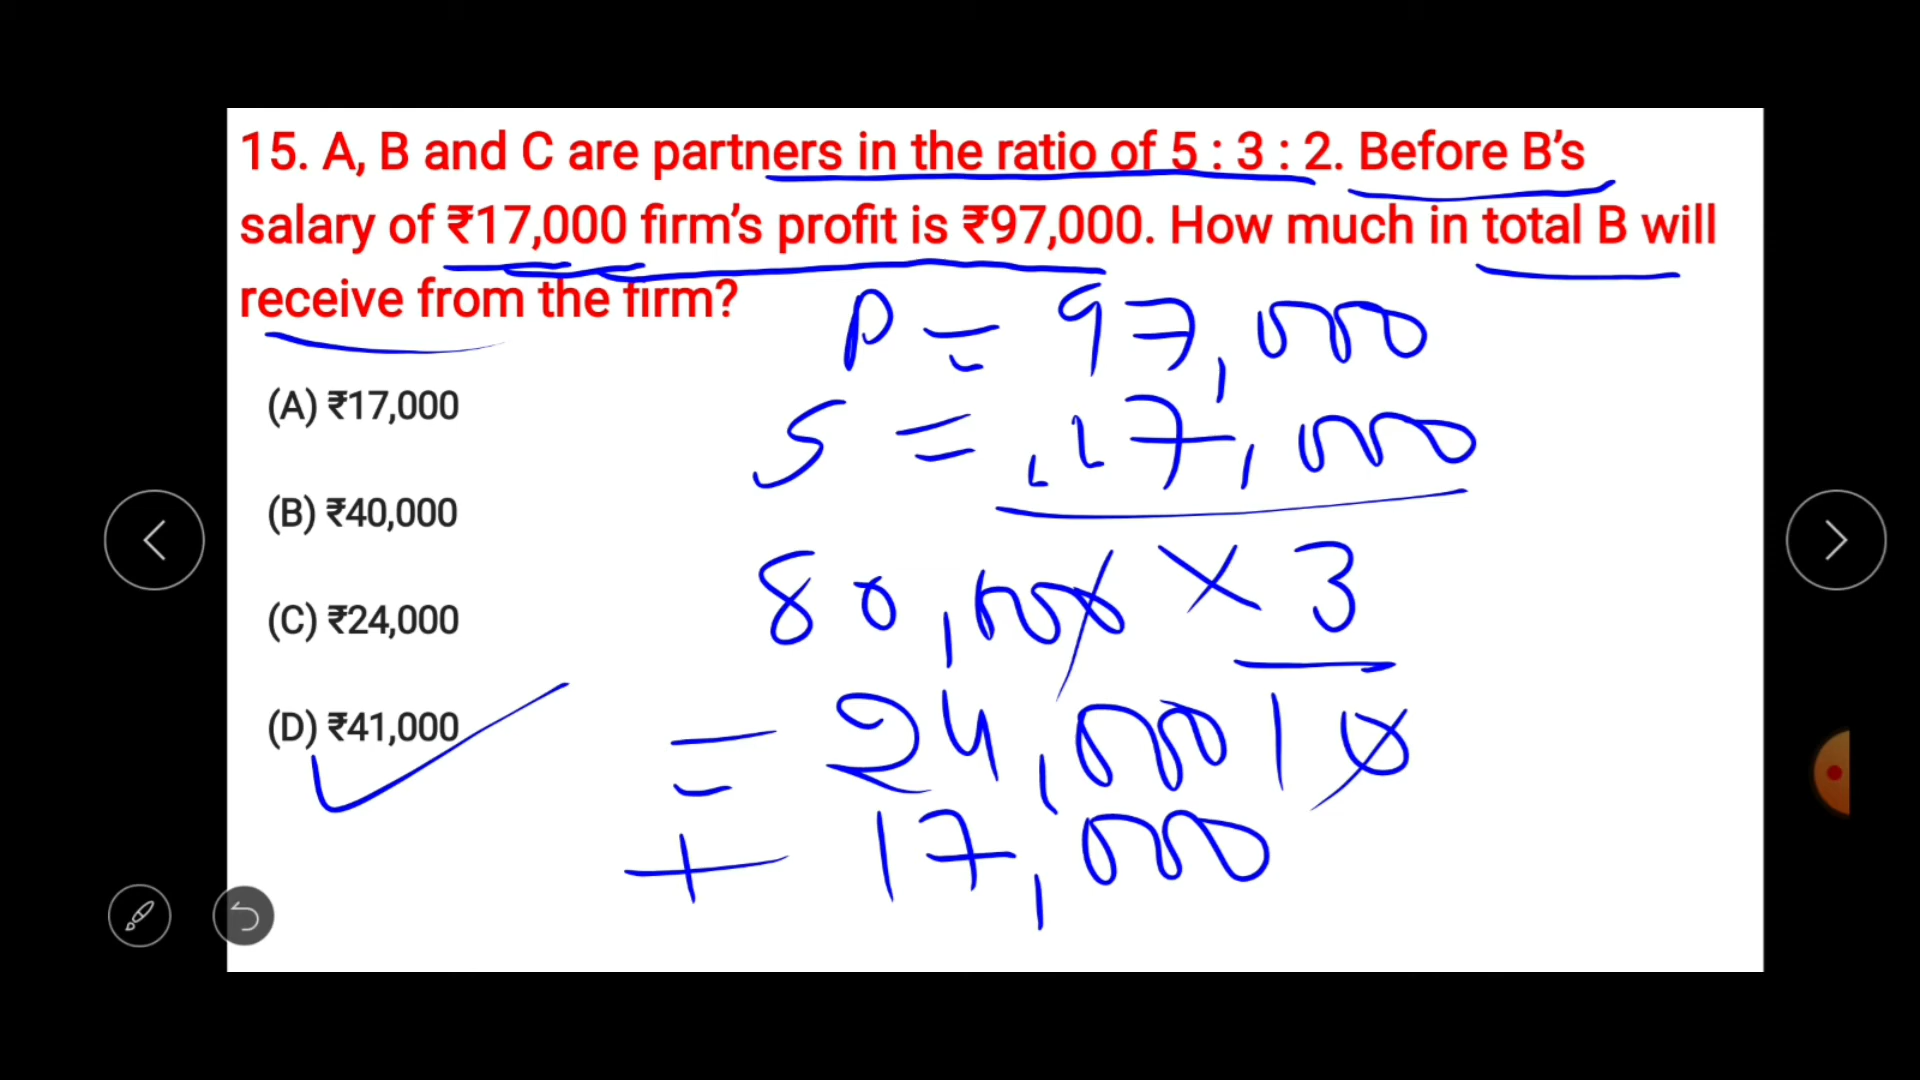 15. A, B and C are partners in the ratio of 5 : 3 : 2. Before B’s
salary of ₹17,000 firm’s profit is ₹97,000. How much in total B will
receive from the firm?
P = 97,000
(A) ₹17,000
S = 17,000
(B) ₹40,000
80,000 × 3
(C) ₹24,000
10
(D) ₹41,000
= 24,000
+ 17,000